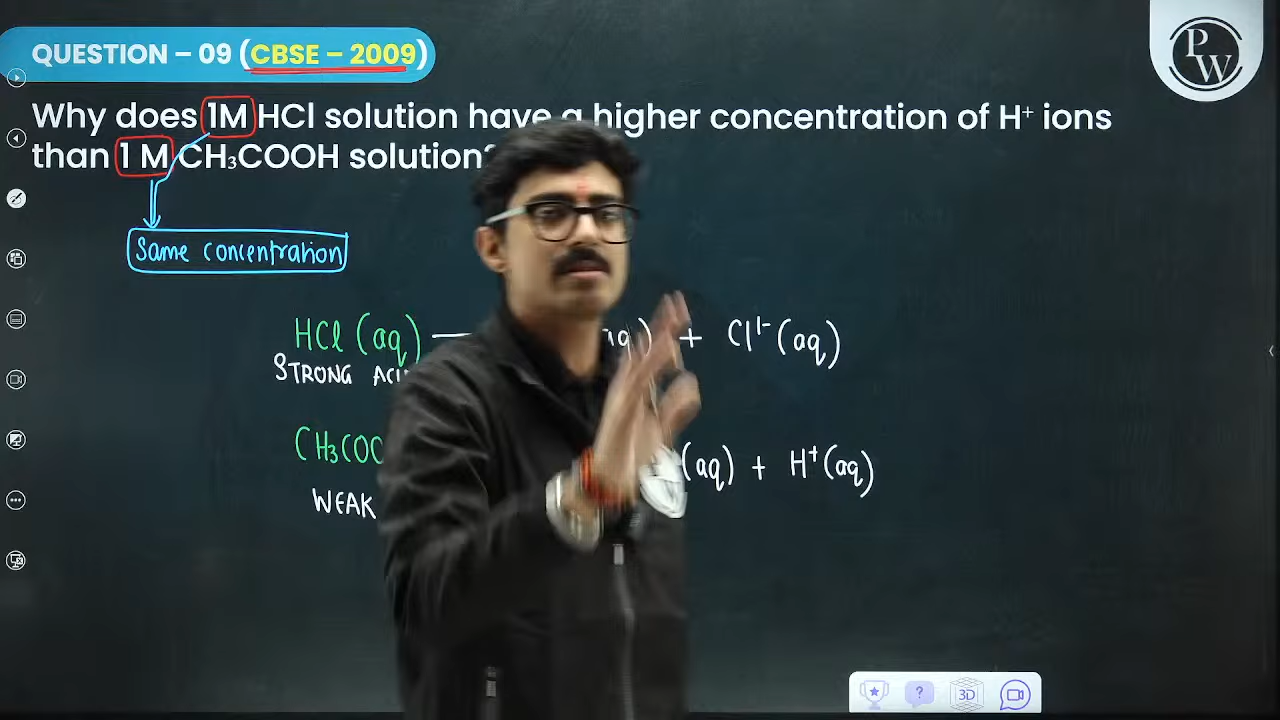 QUESTION – 09 (CBSE – 2009)
PW
Why does 1M HCl solution have a higher concentration of H⁺ ions
than 1 M CH₃COOH solution?
Same concentration
HCl (aq) + Cl¹⁻(aq)
STRONG
CH₃COO (aq) + H⁺(aq)
WEAK
3D